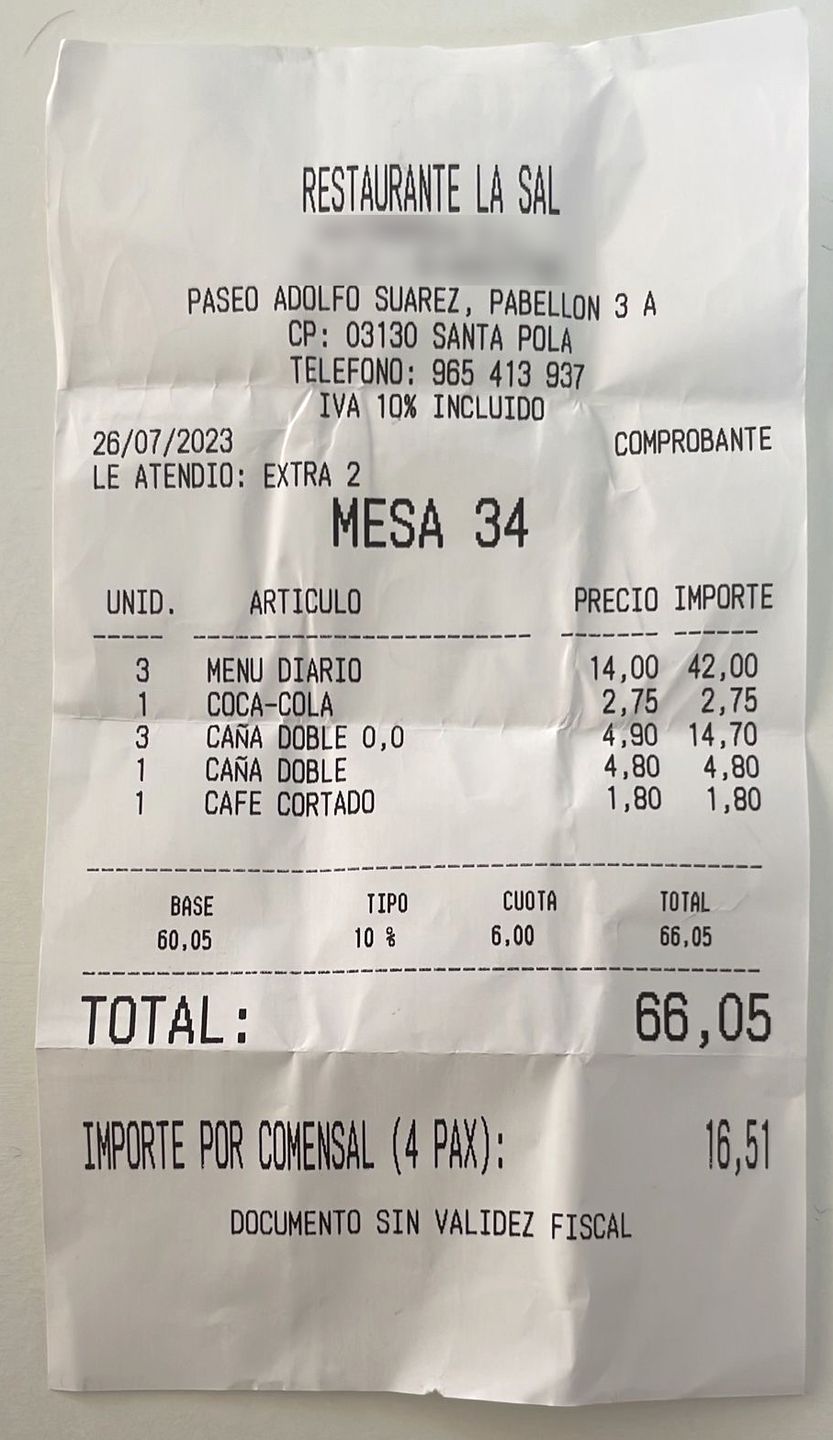 RESTAURANTE LA SAL
PASEO ADOLFO SUAREZ, PABELLON 3 A
CP: 03130 SANTA POLA
TELEFONO: 965 413 937
IVA 10% INCLUIDO
26/07/2023 COMPROBANTE
LE ATENDIO: EXTRA 2
MESA 34
UNID. ARTICULO PRECIO IMPORTE
3 MENU DIARIO 14,00 42,00
1 COCA-COLA 2,75 2,75
3 CAÑA DOBLE 0,0 4,90 14,70
1 CAÑA DOBLE 4,80 4,80
1 CAFE CORTADO 1,80 1,80
BASE TIPO CUOTA TOTAL
60,05 10 % 6,00 66,05
TOTAL: 66,05
IMPORTE POR COMENSAL (4 PAX): 16,51
DOCUMENTO SIN VALIDEZ FISCAL